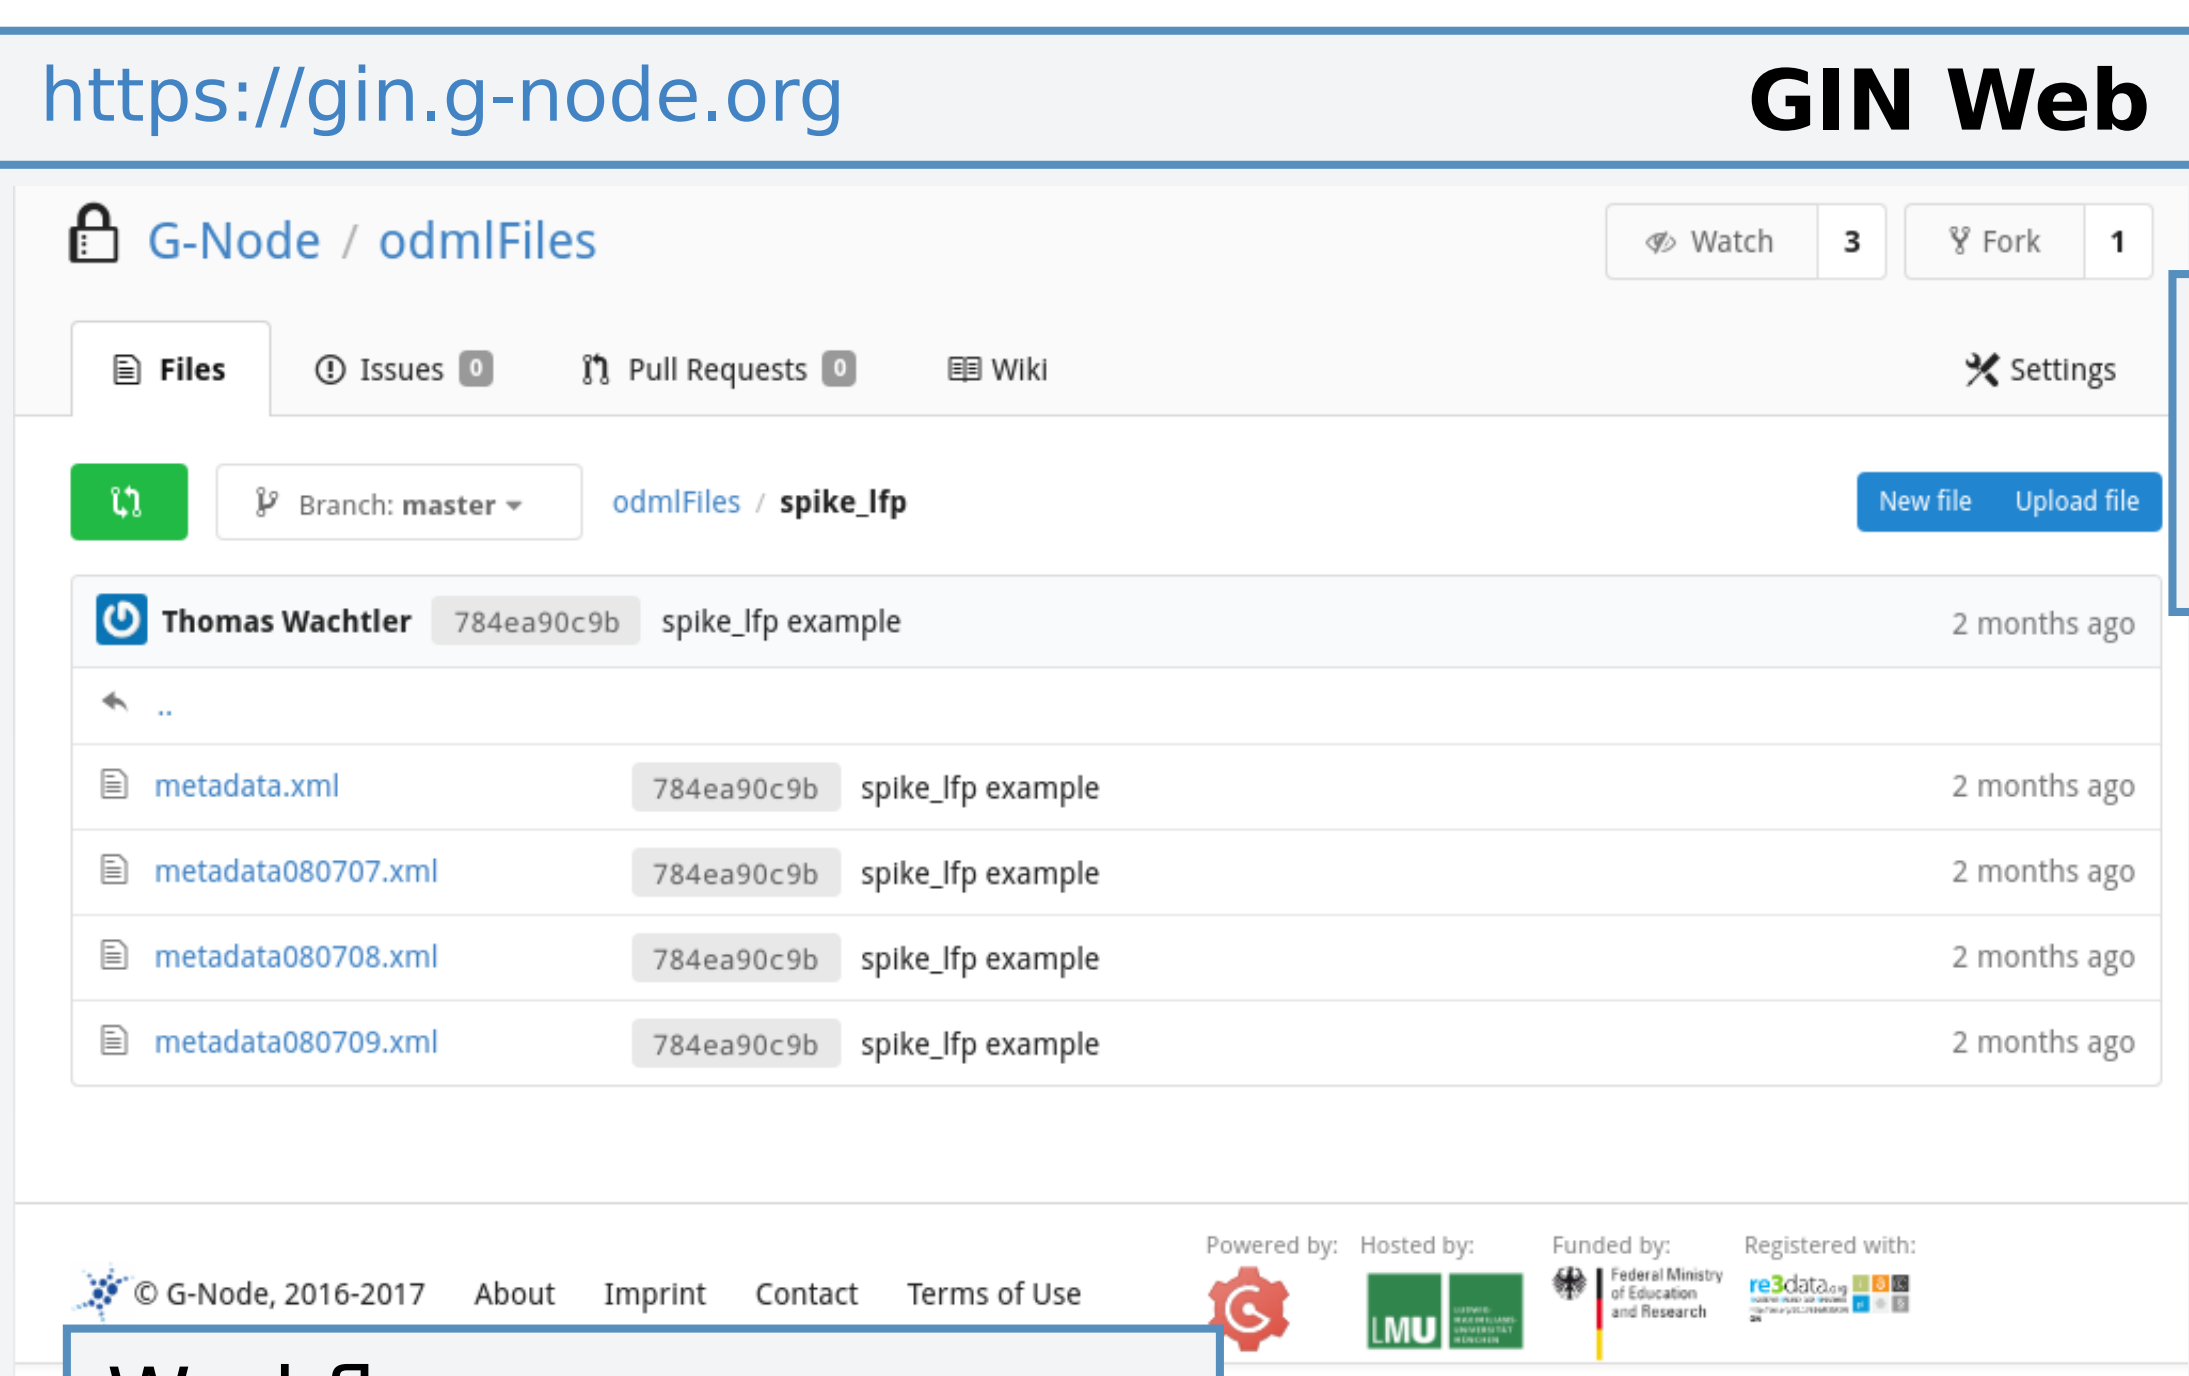 https://gin.g-node.org GIN Web
G-Node / odmlFiles Watch 3 Fork 1
Files Issues 0 Pull Requests 0 Wiki Settings
Branch: master odmlFiles / spike_lfp New file Upload file
Thomas Wachtler 784ea90c9b spike_lfp example 2 months ago
..
metadata.xml 784ea90c9b spike_lfp example 2 months ago
metadata080707.xml 784ea90c9b spike_lfp example 2 months ago
metadata080708.xml 784ea90c9b spike_lfp example 2 months ago
metadata080709.xml 784ea90c9b spike_lfp example 2 months ago
Powered by: Hosted by: Funded by: Registered with:
© G-Node, 2016-2017 About Imprint Contact Terms of Use
LMU
LUDWIG-
MAXIMILIANS-
UNIVERSITÄT
MÜNCHEN
Federal Ministry
of Education
and Research
re3data.org